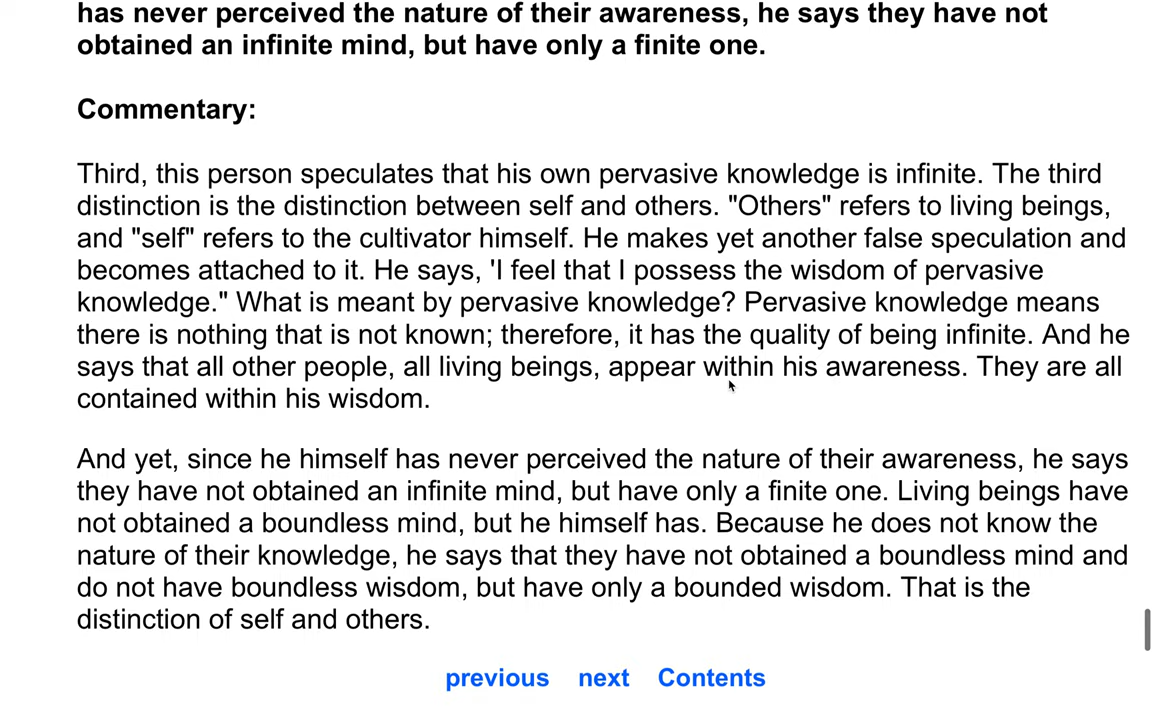 has never perceived the nature of their awareness, he says they have not
obtained an infinite mind, but have only a finite one.
Commentary:
Third, this person speculates that his own pervasive knowledge is infinite. The third
distinction is the distinction between self and others. "Others" refers to living beings,
and "self" refers to the cultivator himself. He makes yet another false speculation and
becomes attached to it. He says, 'I feel that I possess the wisdom of pervasive
knowledge." What is meant by pervasive knowledge? Pervasive knowledge means
there is nothing that is not known; therefore, it has the quality of being infinite. And he
says that all other people, all living beings, appear within his awareness. They are all
contained within his wisdom.
And yet, since he himself has never perceived the nature of their awareness, he says
they have not obtained an infinite mind, but have only a finite one. Living beings have
not obtained a boundless mind, but he himself has. Because he does not know the
nature of their knowledge, he says that they have not obtained a boundless mind and
do not have boundless wisdom, but have only a bounded wisdom. That is the
distinction of self and others.
previous next Contents